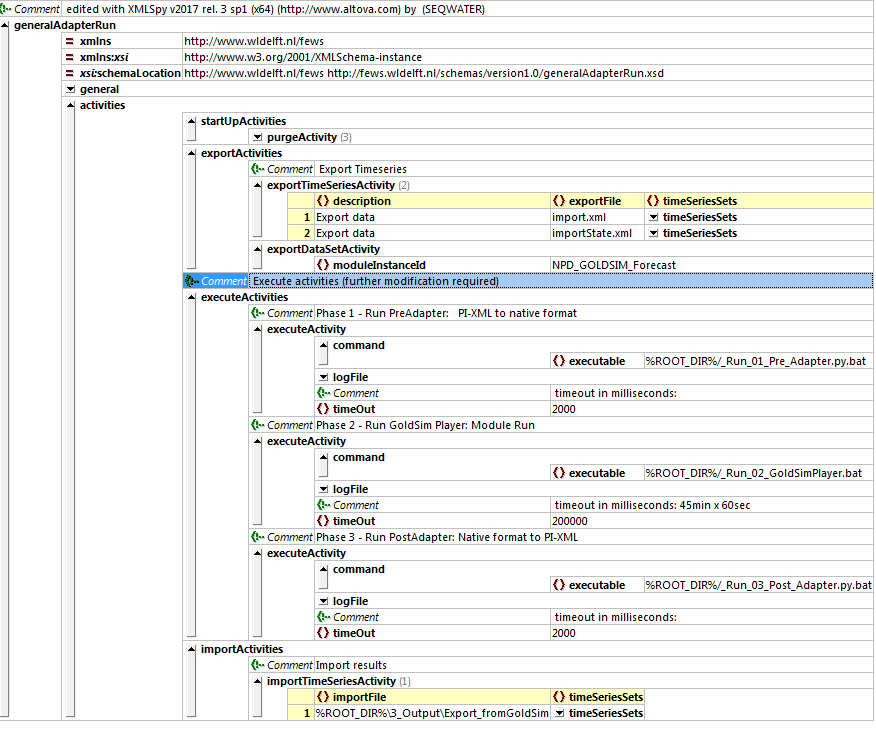 Comment edited with XMLSpy v2017 rel. 3 sp1 (x64) (http://www.altova.com) by (SEQWATER)
generalAdapterRun
= xmlns http://www.wldelft.nl/fews
= xmlns:xsi http://www.w3.org/2001/XMLSchema-instance
= xsi:schemaLocation http://www.wldelft.nl/fews http://fews.wldelft.nl/schemas/version1.0/generalAdapterRun.xsd
general
activities
startUpActivities
purgeActivity (3)
exportActivities
Comment Export Timeseries
exportTimeSeriesActivity (2)
() description () exportFile () timeSeriesSets
1 Export data import.xml timeSeriesSets
2 Export data importState.xml timeSeriesSets
exportDataSetActivity
() moduleInstanceId NPD_GOLDSIM_Forecast
Comment Execute activities (further modification required)
executeActivities
Comment Phase 1 - Run PreAdapter: PI-XML to native format
executeActivity
command
() executable %ROOT_DIR%/_Run_01_Pre_Adapter.py.bat
logFile
Comment timeout in milliseconds:
() timeOut 2000
Comment Phase 2 - Run GoldSim Player: Module Run
executeActivity
command
() executable %ROOT_DIR%/_Run_02_GoldSimPlayer.bat
logFile
Comment timeout in milliseconds: 45min x 60sec
() timeOut 200000
Comment Phase 3 - Run PostAdapter: Native format to PI-XML
executeActivity
command
() executable %ROOT_DIR%/_Run_03_Post_Adapter.py.bat
logFile
Comment timeout in milliseconds:
() timeOut 2000
importActivities
Comment Import results
importTimeSeriesActivity (1)
() importFile () timeSeriesSets
1 %ROOT_DIR%\3_Output\Export_fromGoldSim timeSeriesSets